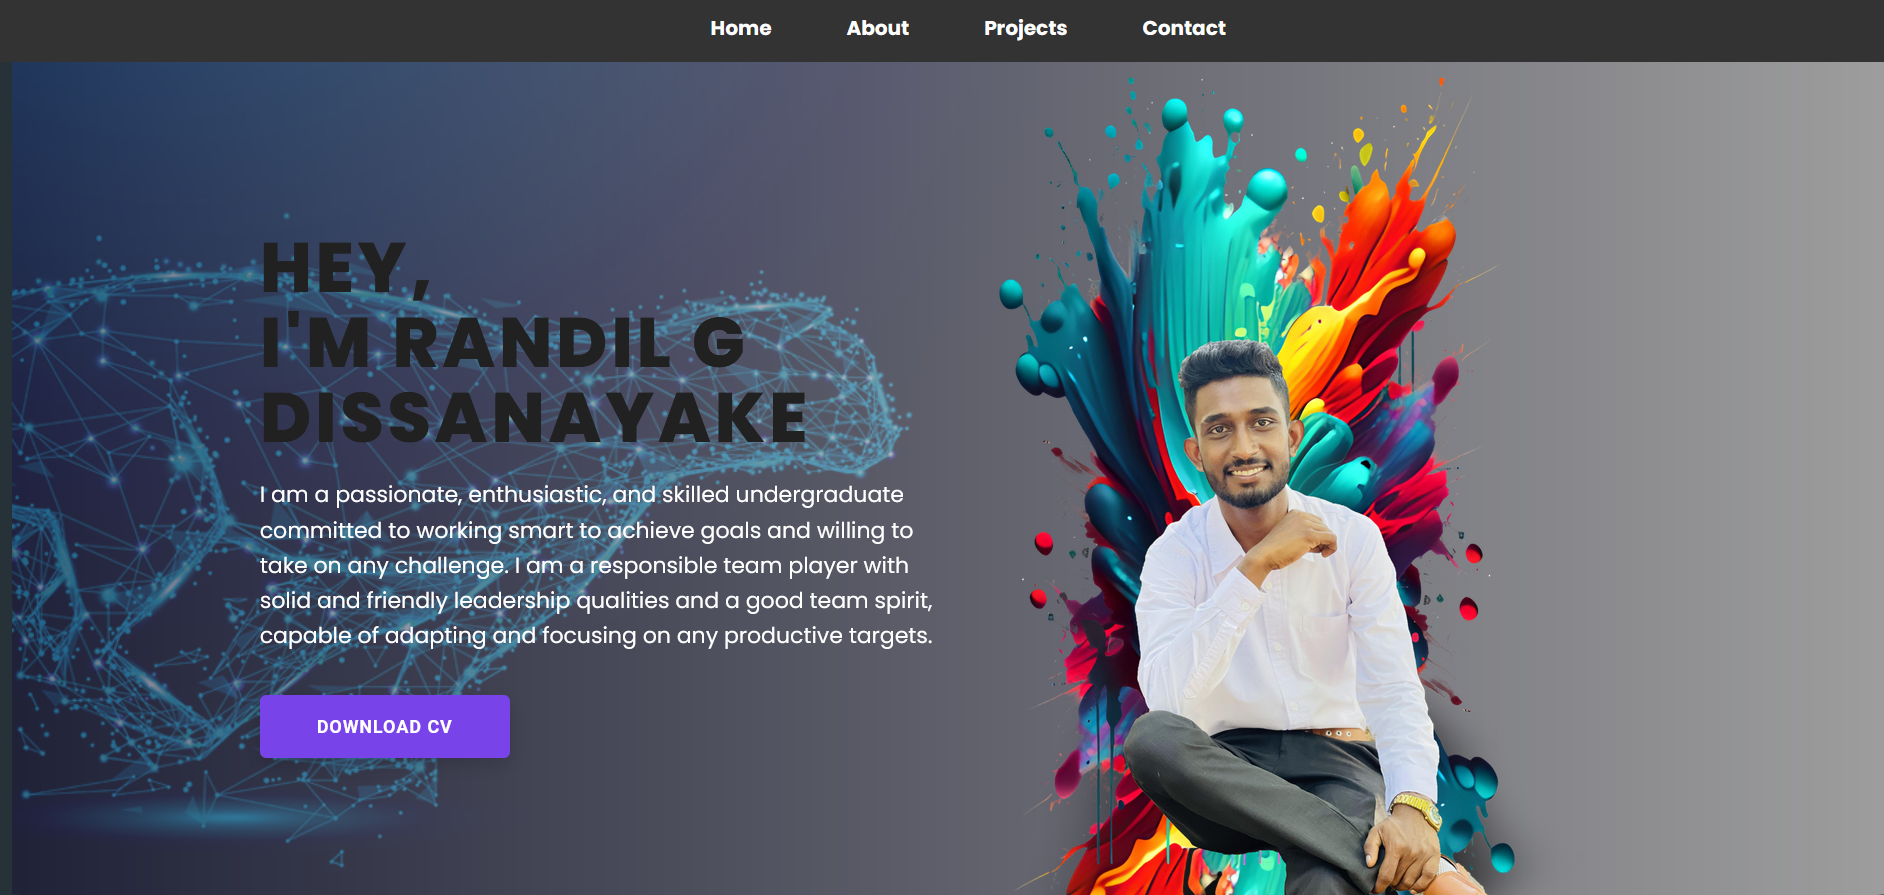 Home About Projects Contact
HEY,
I'M RANDIL G
DISSANAYAKE
I am a passionate, enthusiastic, and skilled undergraduate
committed to working smart to achieve goals and willing to
take on any challenge. I am a responsible team player with
solid and friendly leadership qualities and a good team spirit,
capable of adapting and focusing on any productive targets.
DOWNLOAD CV